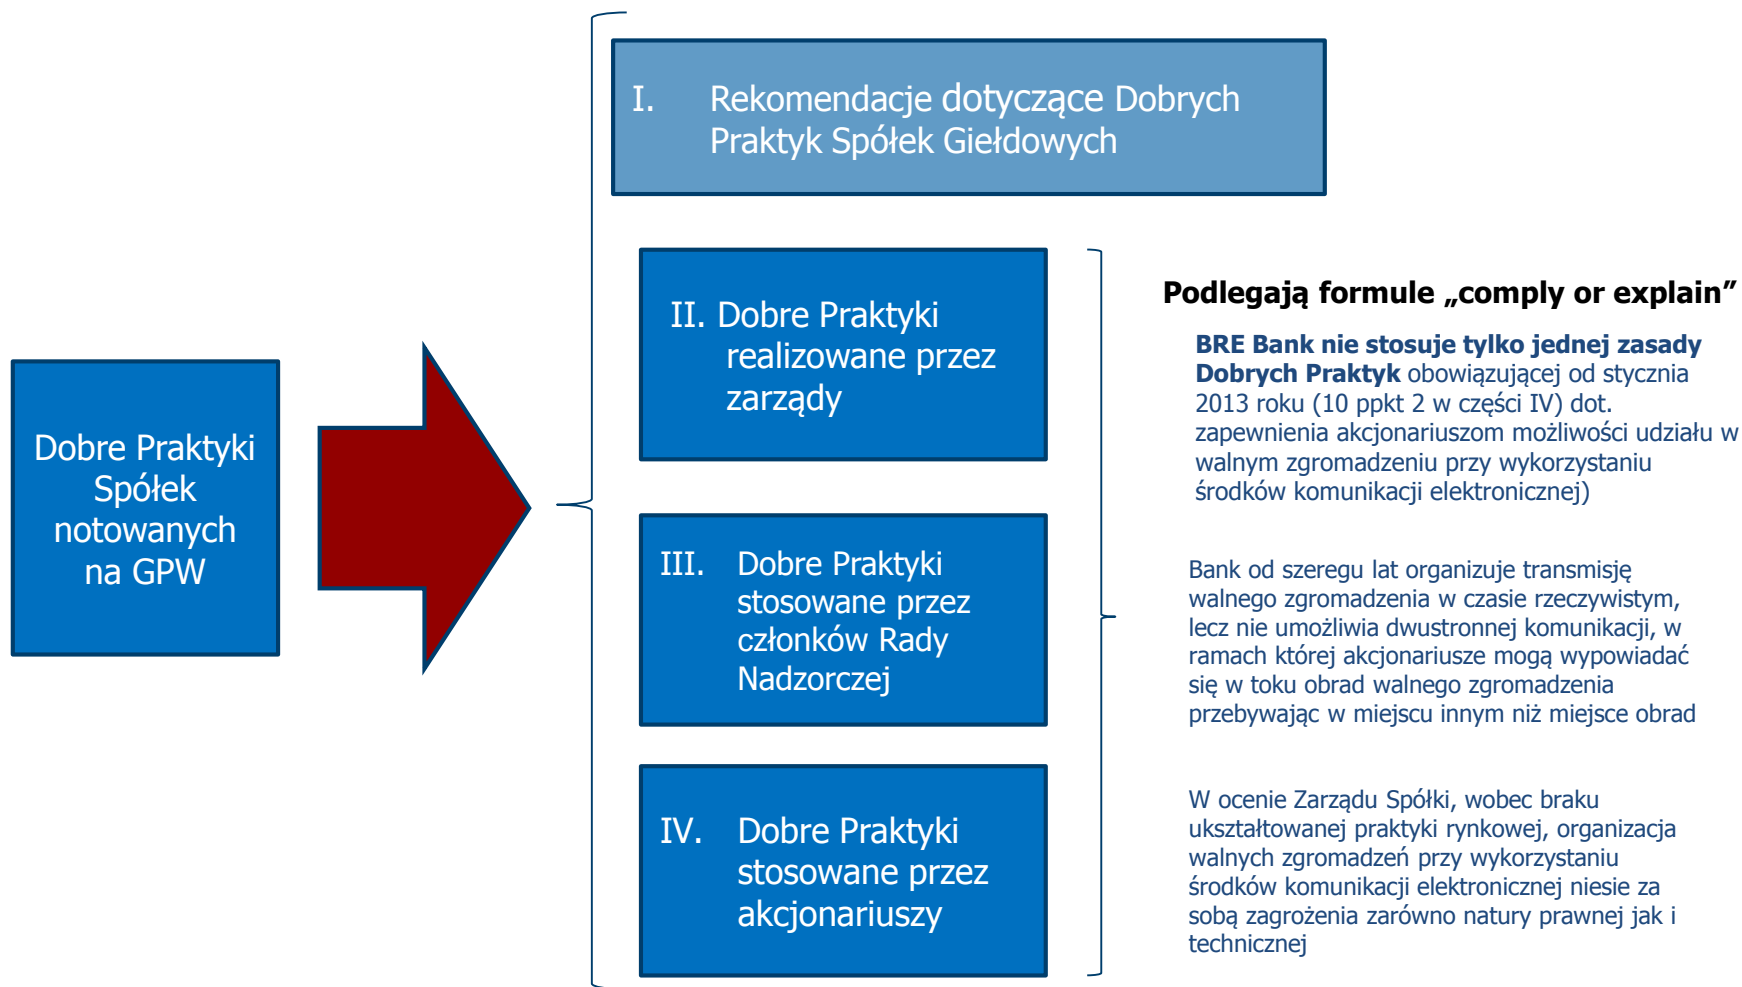 Dobre Praktyki
Spółek
notowanych
na GPW
I. Rekomendacje dotyczące Dobrych
Praktyk Spółek Giełdowych
II. Dobre Praktyki
realizowane przez
zarządy
III. Dobre Praktyki
stosowane przez
członków Rady
Nadzorczej
IV. Dobre Praktyki
stosowane przez
akcjonariuszy
Podlegają formule „comply or explain”
BRE Bank nie stosuje tylko jednej zasady
Dobrych Praktyk obowiązującej od stycznia
2013 roku (10 ppkt 2 w części IV) dot.
zapewnienia akcjonariuszom możliwości udziału w
walnym zgromadzeniu przy wykorzystaniu
środków komunikacji elektronicznej)
Bank od szeregu lat organizuje transmisję
walnego zgromadzenia w czasie rzeczywistym,
lecz nie umożliwia dwustronnej komunikacji, w
ramach której akcjonariusze mogą wypowiadać
się w toku obrad walnego zgromadzenia
przebywając w miejscu innym niż miejsce obrad
W ocenie Zarządu Spółki, wobec braku
ukształtowanej praktyki rynkowej, organizacja
walnych zgromadzeń przy wykorzystaniu
środków komunikacji elektronicznej niesie za
sobą zagrożenia zarówno natury prawnej jak i
technicznej